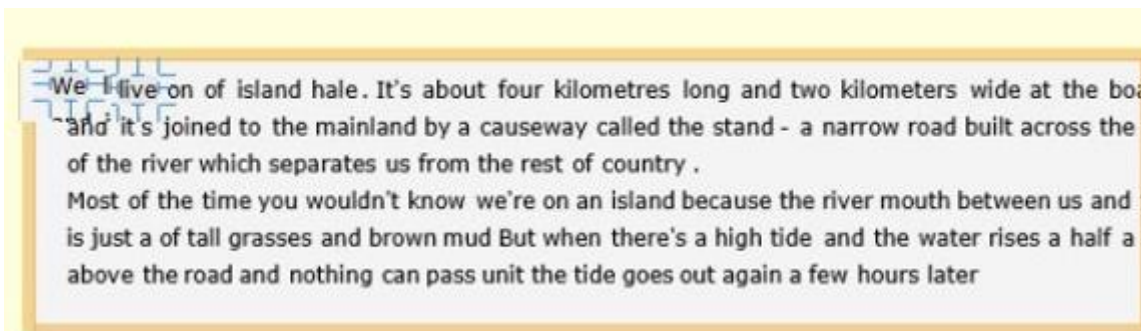 We live on of island hale. It's about four kilometres long and two kilometers wide at the
and it's joined to the mainland by a causeway called the stand - a narrow road built across the
of the river which separates us from the rest of country .
Most of the time you wouldn't know we're on an island because the river mouth between us and
is just a of tall grasses and brown mud But when there's a high tide and the water rises a half a
above the road and nothing can pass unit the tide goes out again a few hours later